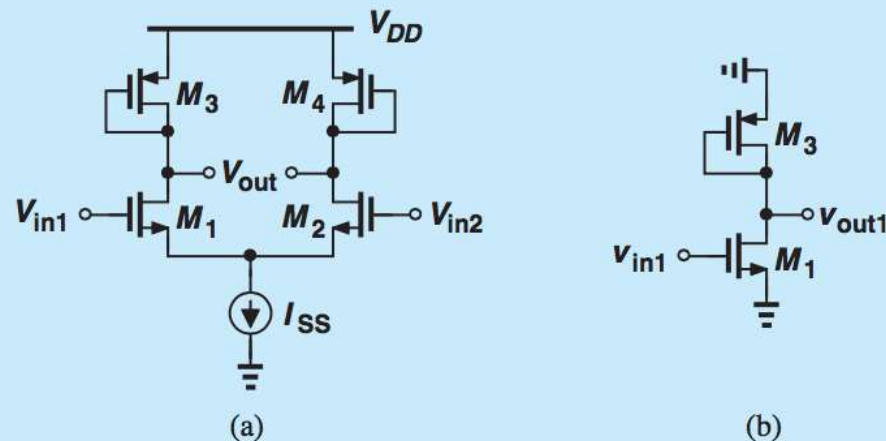 V_DD
M_3 M_4
V_out
V_in1 M_1 M_2 V_in2
I_SS
(a)
M_3
v_out1
v_in1 M_1
(b)